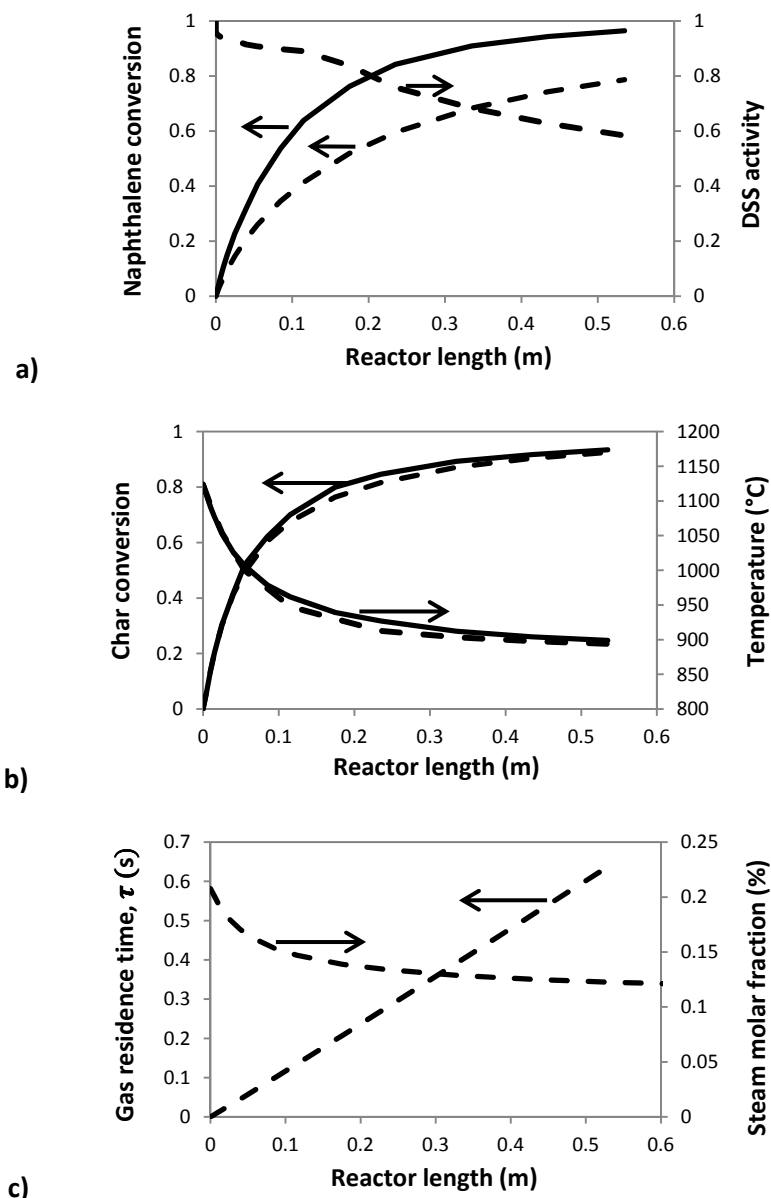 1
0.8
0.6
0.4
0.2
0
Naphthalene conversion
1
0.8
0.6
0.4
0.2
0
DSS activity
0 0.1 0.2 0.3 0.4 0.5 0.6
Reactor length (m)
a)
1
0.8
0.6
0.4
0.2
0
Char conversion
1200
1150
1100
1050
1000
950
900
850
800
Temperature (°C)
0 0.1 0.2 0.3 0.4 0.5 0.6
Reactor length (m)
b)
0.7
0.6
0.5
0.4
0.3
0.2
0.1
0
Gas residence time, τ (s)
0.25
0.2
0.15
0.1
0.05
0
Steam molar fraction (%)
0 0.1 0.2 0.3 0.4 0.5 0.6
Reactor length (m)
c)